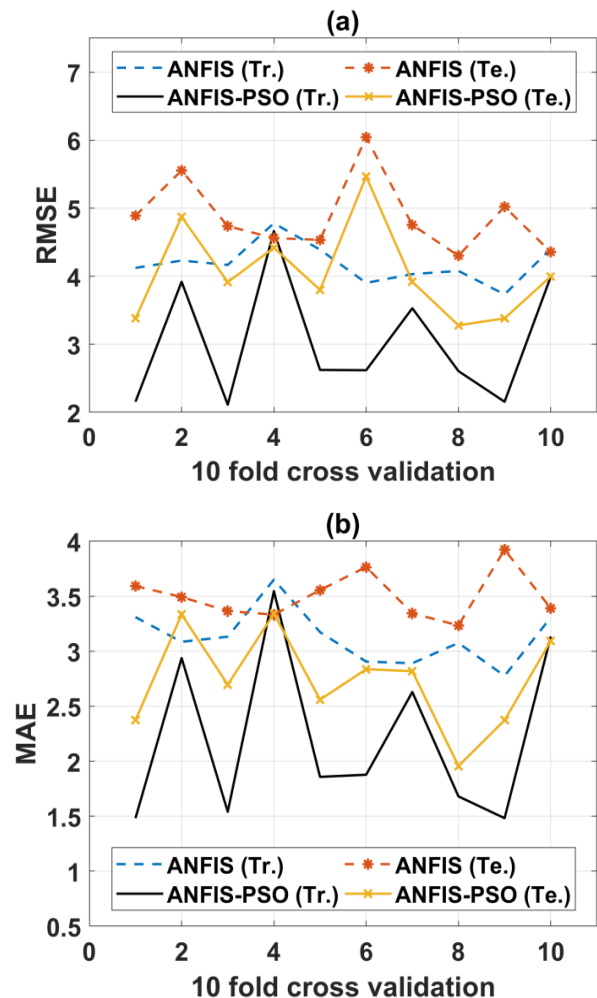 (a)
ANFIS (Tr.) ANFIS (Te.)
ANFIS-PSO (Tr.) ANFIS-PSO (Te.)
7
6
5
4
3
2
RMSE
0 2 4 6 8 10
10 fold cross validation
(b)
4
3.5
3
2.5
2
1.5
1
0.5
MAE
ANFIS (Tr.) ANFIS (Te.)
ANFIS-PSO (Tr.) ANFIS-PSO (Te.)
0 2 4 6 8 10
10 fold cross validation